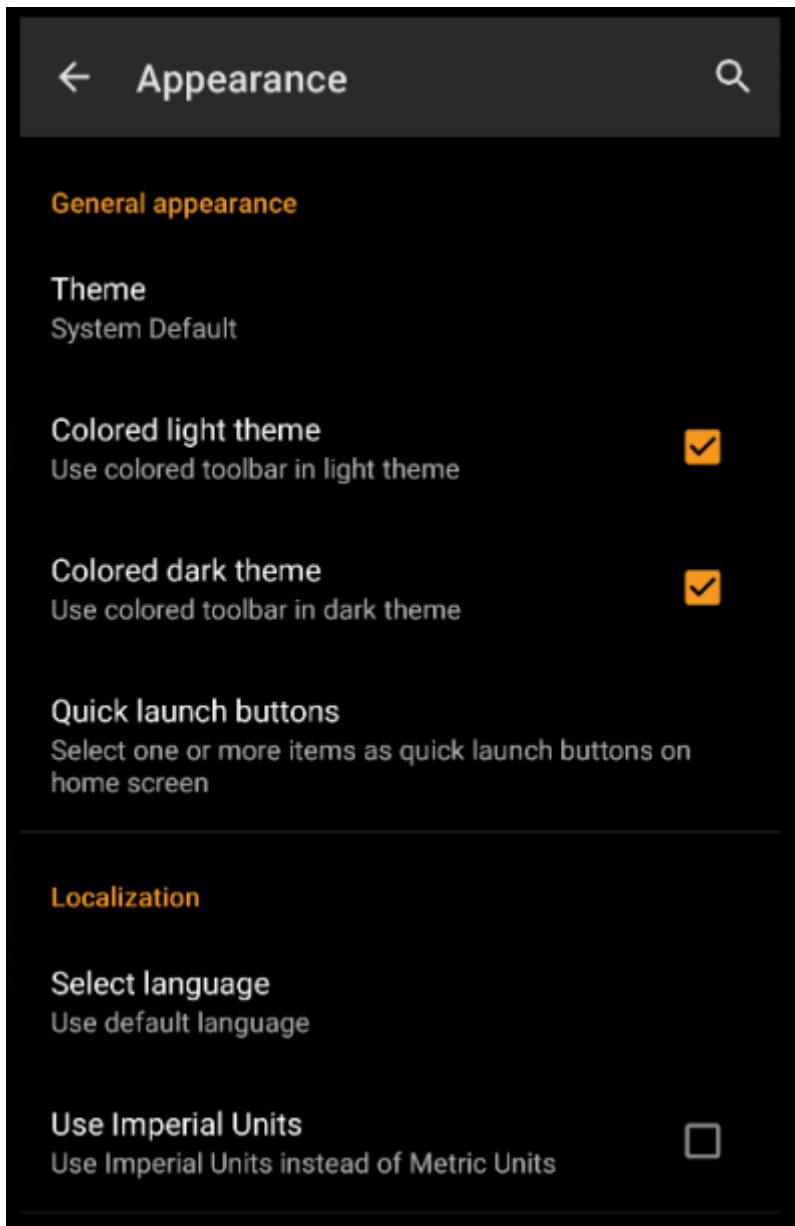 Appearance
General appearance
Theme
System Default
Colored light theme
Use colored toolbar in light theme
Colored dark theme
Use colored toolbar in dark theme
Quick launch buttons
Select one or more items as quick launch buttons on
home screen
Localization
Select language
Use default language
Use Imperial Units
Use Imperial Units instead of Metric Units